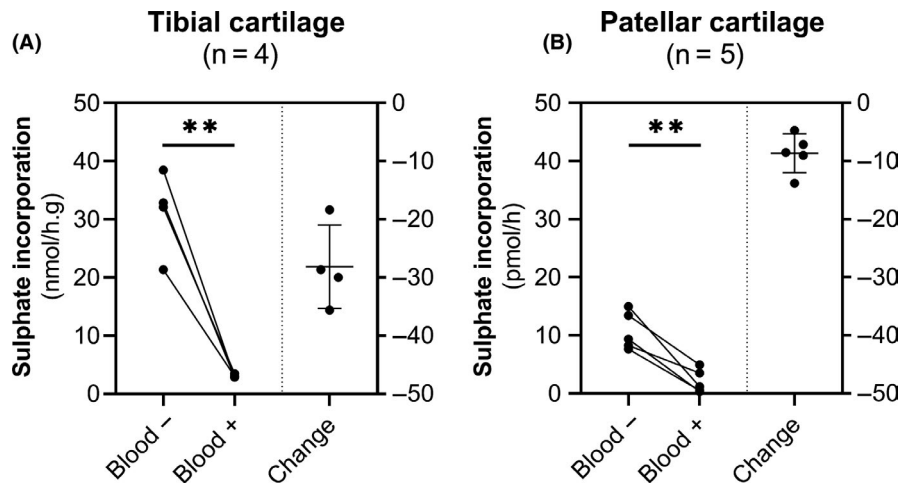 (A)
Tibial cartilage
(n = 4)
Sulphate incorporation
(nmol/h.g)
50
40
30
20
10
0
**
0
–10
–20
–30
–40
–50
Blood –
Blood +
Change
(B)
Patellar cartilage
(n = 5)
Sulphate incorporation
(pmol/h)
50
40
30
20
10
0
**
0
–10
–20
–30
–40
–50
Blood –
Blood +
Change